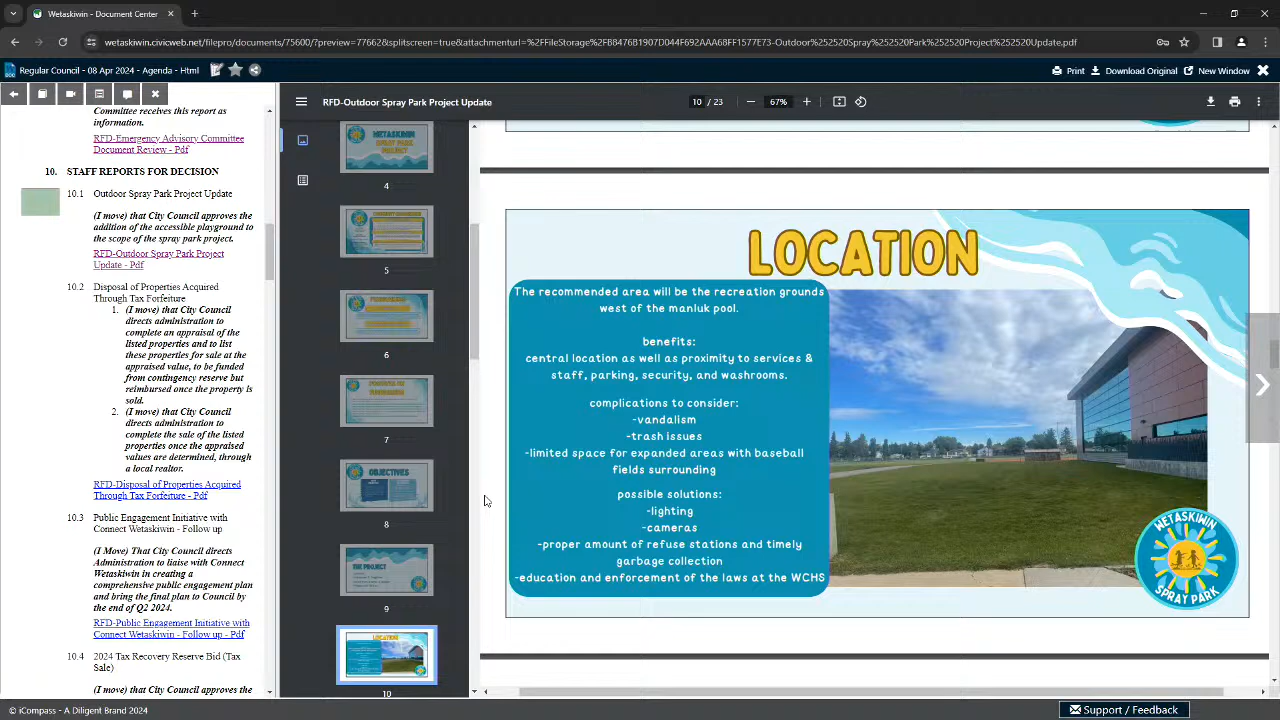 Wetaskiwin - Document Center
wetaskiwin.civicweb.net/filepro/documents/75600/?preview=77662&splitscreen=true&attachmenturl=%2FFileStorage%2FB8476B1907D044F692AAA68FF1577E73-Outdoor%2520Spray%2520Park%2520Project%2520Update.pdf
Regular Council - 08 Apr 2024 - Agenda - Html
Print
Download Original
New Window
Committee receives this report as
information.
RFD-Emergency Advisory Committee
Document Review - Pdf
10. STAFF REPORTS FOR DECISION
10.1 Outdoor Spray Park Project Update
(I move) that City Council approves the
addition of the accessible playground to
the scope of the spray park project.
RFD-Outdoor Spray Park Project
Update - Pdf
10.2 Disposal of Properties Acquired
Through Tax Forfeiture
1. (I move) that City Council
directs administration to
complete an appraisal of the
listed properties and to list
these properties for sale at the
appraised value, to be funded
from contingency reserve but
reimbursed once the property is
sold.
2. (I move) that City Council
directs administration to
complete the sale of the listed
properties once the appraised
values are determined, through
a local realtor.
RFD-Disposal of Properties Acquired
Through Tax Forfeiture - Pdf
10.3 Public Engagement Initiative with
Connect Wetaskiwin - Follow up
(I Move) That City Council directs
Administration to liaise with Connect
Wetaskiwin in creating a
comprehensive public engagement plan
and bring the final plan to Council by
the end of Q2 2024.
RFD-Public Engagement Initiative with
Connect Wetaskiwin - Follow up - Pdf
10.4 2024 Tax Recovery Reserve Bid (Tax
Sale)
(I move) that City Council approves the
RFD-Outdoor Spray Park Project Update
10 / 23
67%
WETASKIWIN
SPRAY PARK
PROJECT
4
5
6
7
OBJECTIVES
8
THE PROJECT
9
LOCATION
10
LOCATION
The recommended area will be the recreation grounds
west of the manluk pool.
benefits:
central location as well as proximity to services &
staff, parking, security, and washrooms.
complications to consider:
-vandalism
-trash issues
-limited space for expanded areas with baseball
fields surrounding
possible solutions:
-lighting
-cameras
-proper amount of refuse stations and timely
garbage collection
-education and enforcement of the laws at the WCHS
WETASKIWIN
SPRAY PARK
iCompass - A Diligent Brand 2024
Support / Feedback